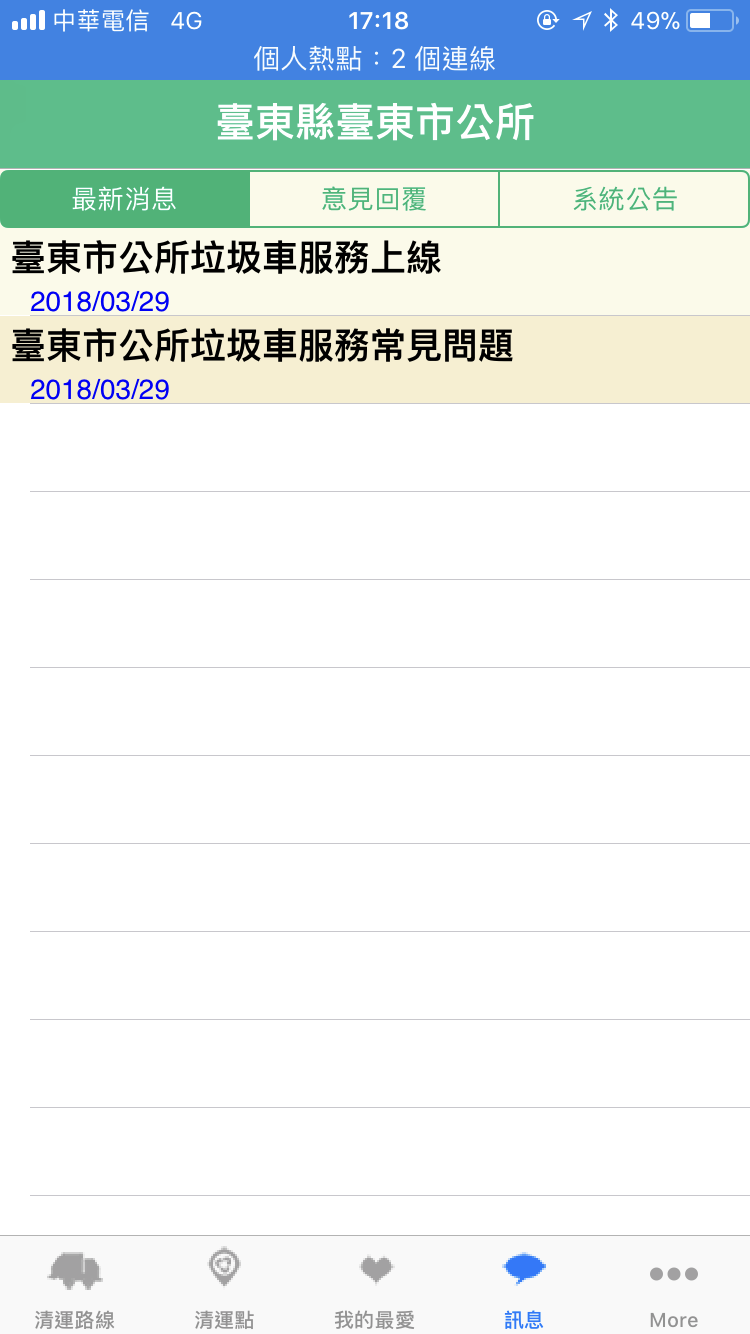 中華電信 4G 17:18 49%
個人熱點：2 個連線
臺東縣臺東市公所
最新消息 意見回覆 系統公告
臺東市公所垃圾車服務上線
2018/03/29
臺東市公所垃圾車服務常見問題
2018/03/29
清運路線 清運點 我的最愛 訊息 More